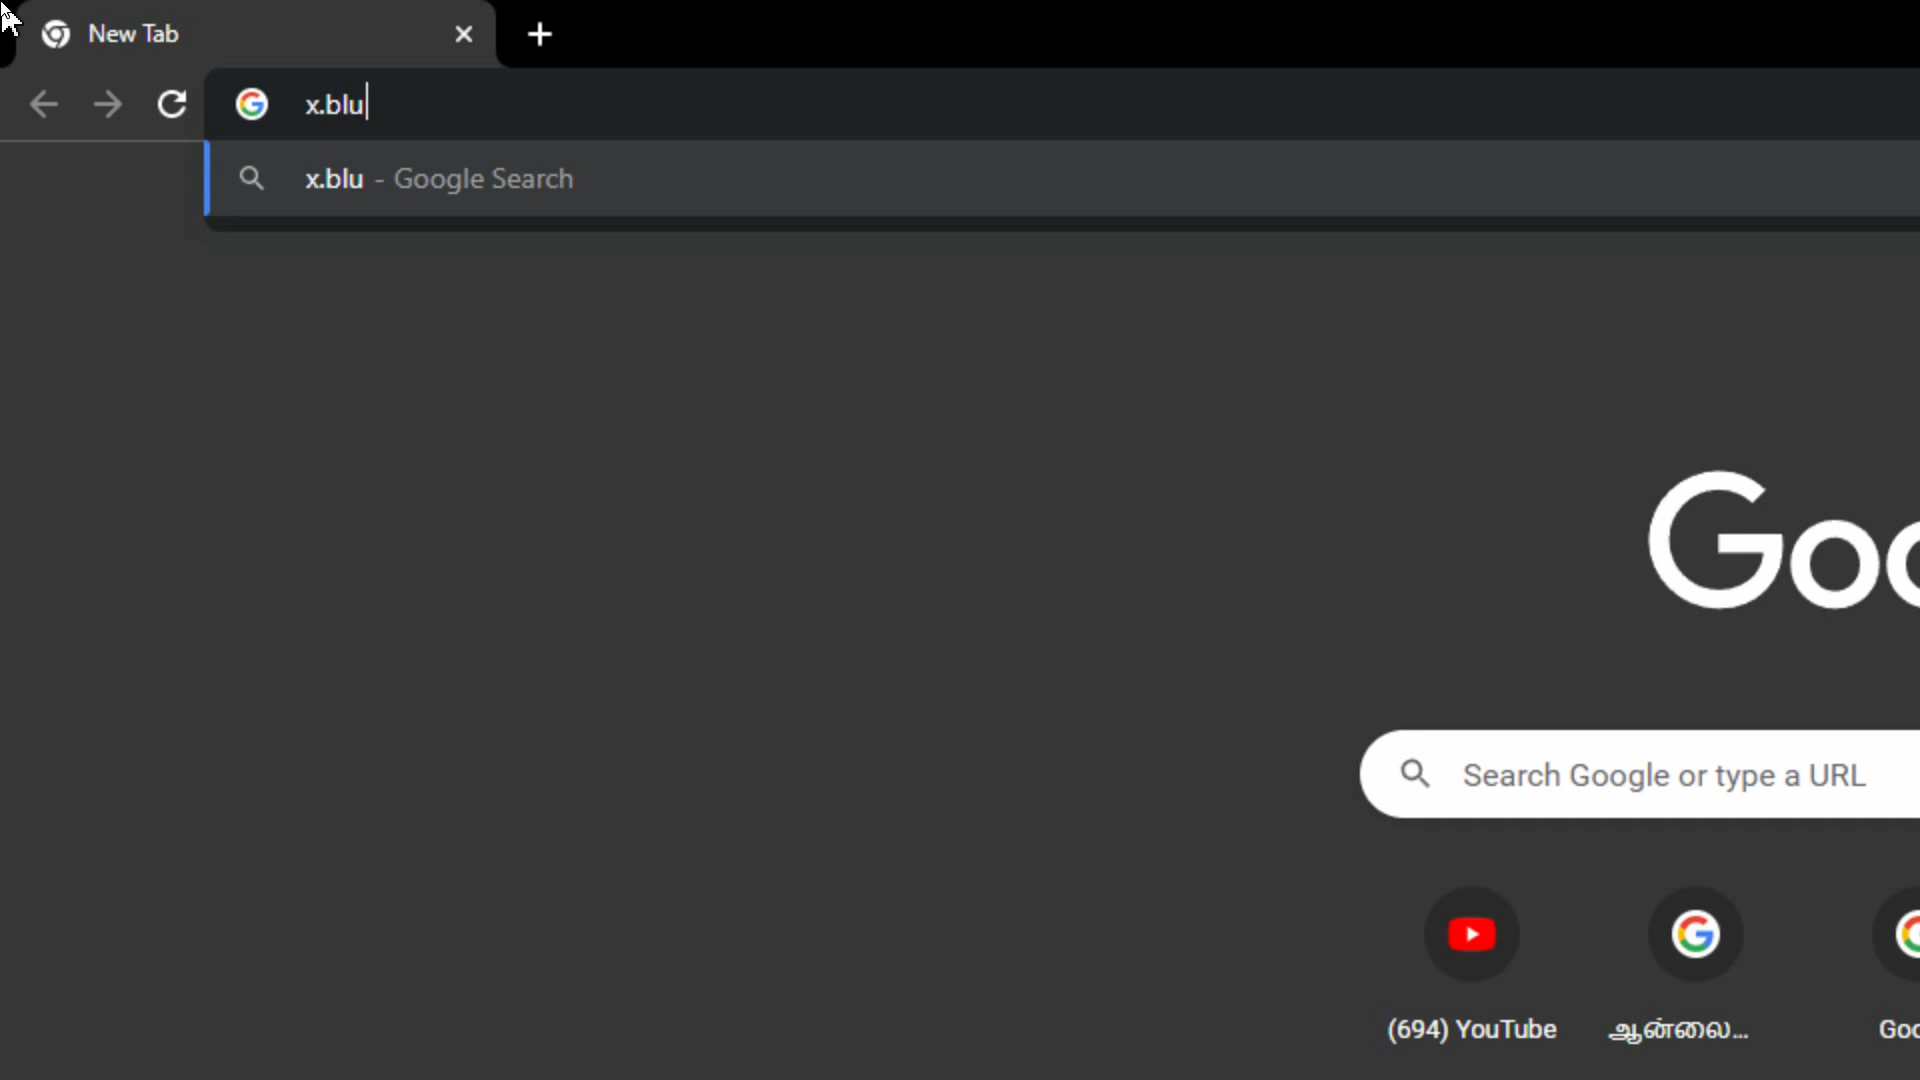 New Tab
x.blu
x.blu - Google Search
Goo
Search Google or type a URL
(694) YouTube
ஆன்லை...
Goo